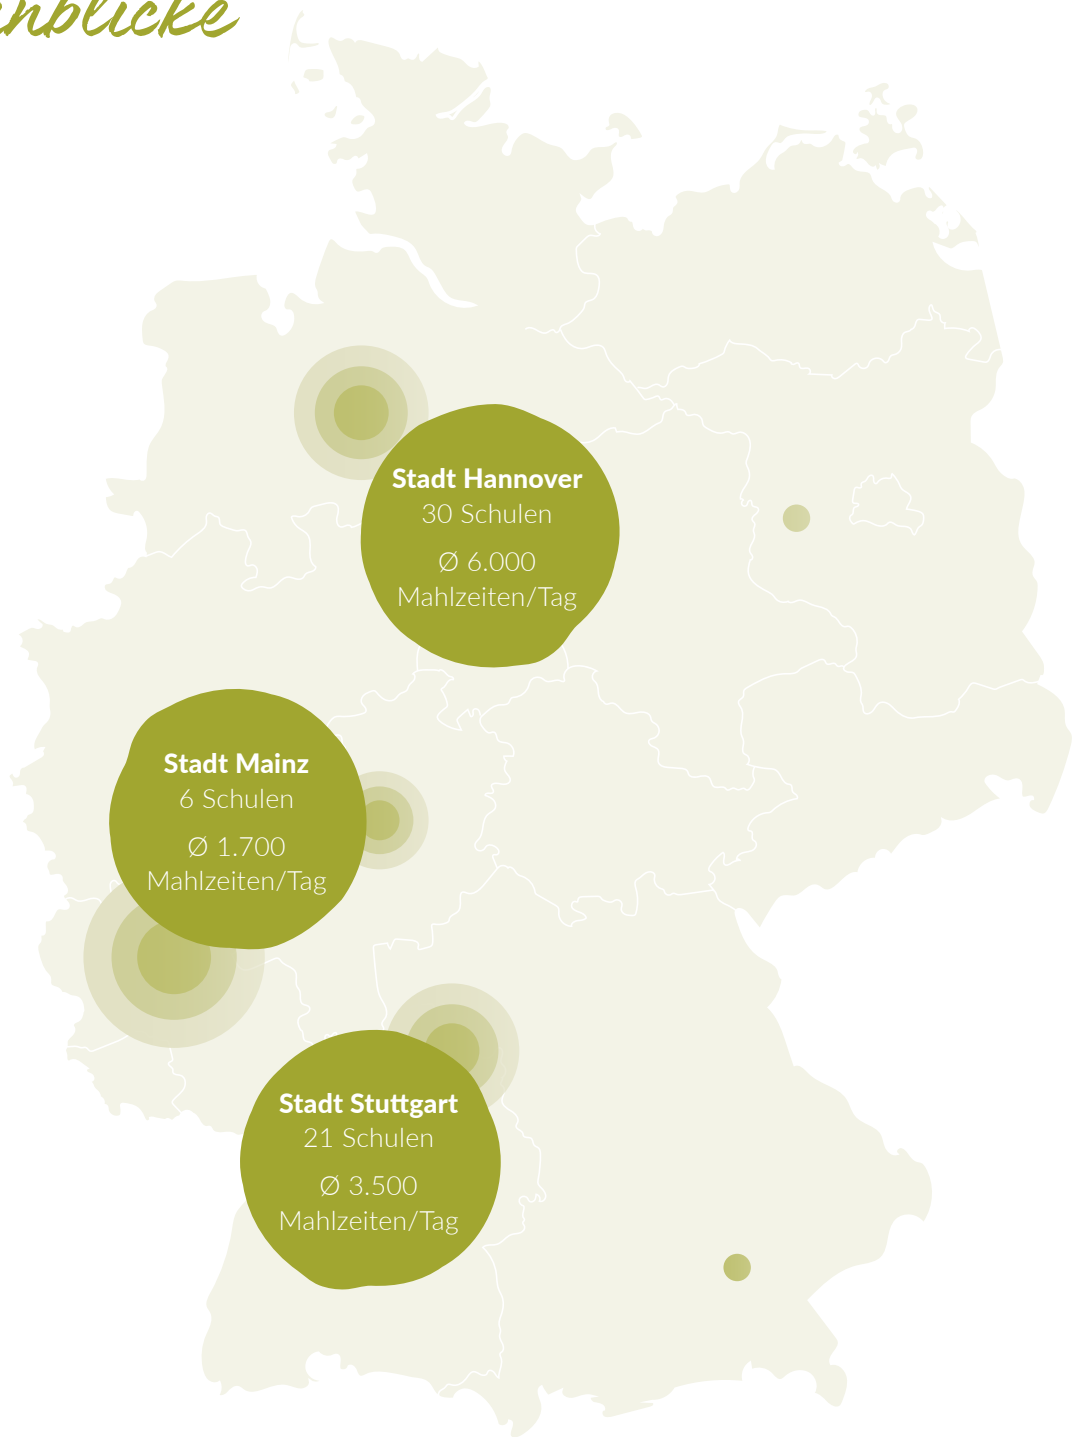 Stadt Hannover
30 Schulen
Ø 6.000
Mahlzeiten/Tag
Stadt Mainz
6 Schulen
Ø 1.700
Mahlzeiten/Tag
Stadt Stuttgart
21 Schulen
Ø 3.500
Mahlzeiten/Tag